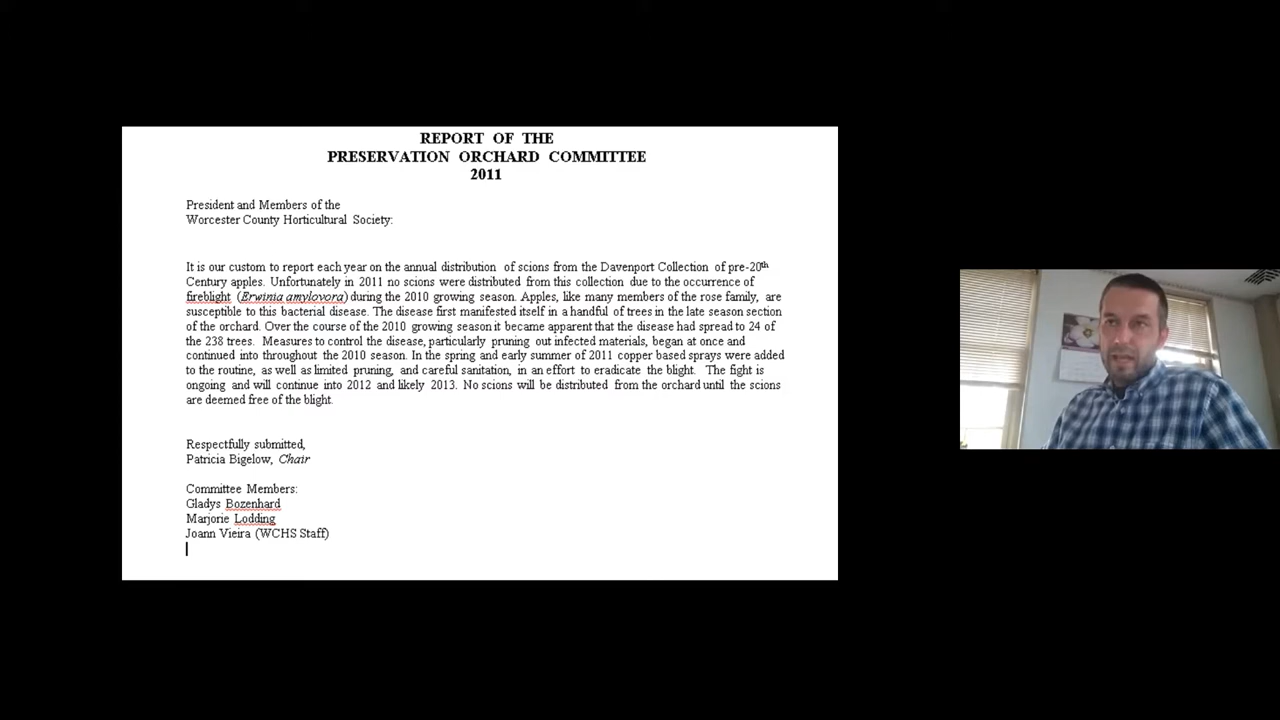 REPORT OF THE
PRESERVATION ORCHARD COMMITTEE
2011
President and Members of the
Worcester County Horticultural Society:
It is our custom to report each year on the annual distribution of scions from the Davenport Collection of pre-20th
Century apples. Unfortunately in 2011 no scions were distributed from this collection due to the occurrence of
fireblight (Erwinia amylovora) during the 2010 growing season. Apples, like many members of the rose family, are
susceptible to this bacterial disease. The disease first manifested itself in a handful of trees in the late season section
of the orchard. Over the course of the 2010 growing season it became apparent that the disease had spread to 24 of
the 238 trees. Measures to control the disease, particularly pruning out infected materials, began at once and
continued into throughout the 2010 season. In the spring and early summer of 2011 copper based sprays were added
to the routine, as well as limited pruning, and careful sanitation, in an effort to eradicate the blight. The fight is
ongoing and will continue into 2012 and likely 2013. No scions will be distributed from the orchard until the scions
are deemed free of the blight.
Respectfully submitted,
Patricia Bigelow, Chair
Committee Members:
Gladys Bozenhard
Marjorie Lodding
Joann Vieira (WCHS Staff)